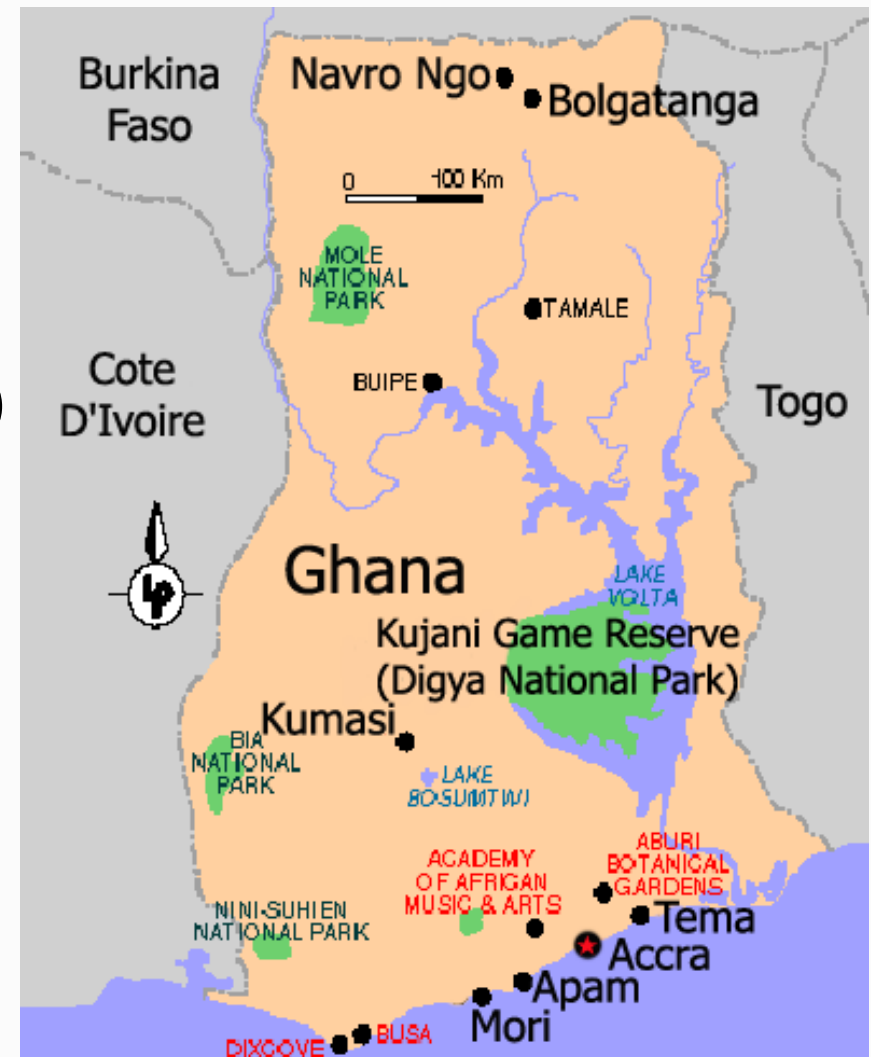 Burkina
Faso
Navro Ngo
Bolgatanga
0 100 Km
MOLE
NATIONAL
PARK
TAMALE
BUIPE
Cote
D'Ivoire
Togo
LP
Ghana
LAKE
VOLTA
Kujani Game Reserve
(Digya National Park)
Kumasi
BIA
NATIONAL
PARK
LAKE
BOSUMTWI
ABURI
BOTANICAL
GARDENS
ACADEMY
OF AFRICAN
MUSIC & ARTS
NINI-SUHIEN
NATIONAL PARK
Tema
Accra
Apam
Mori
BUSA
DIXCOVE